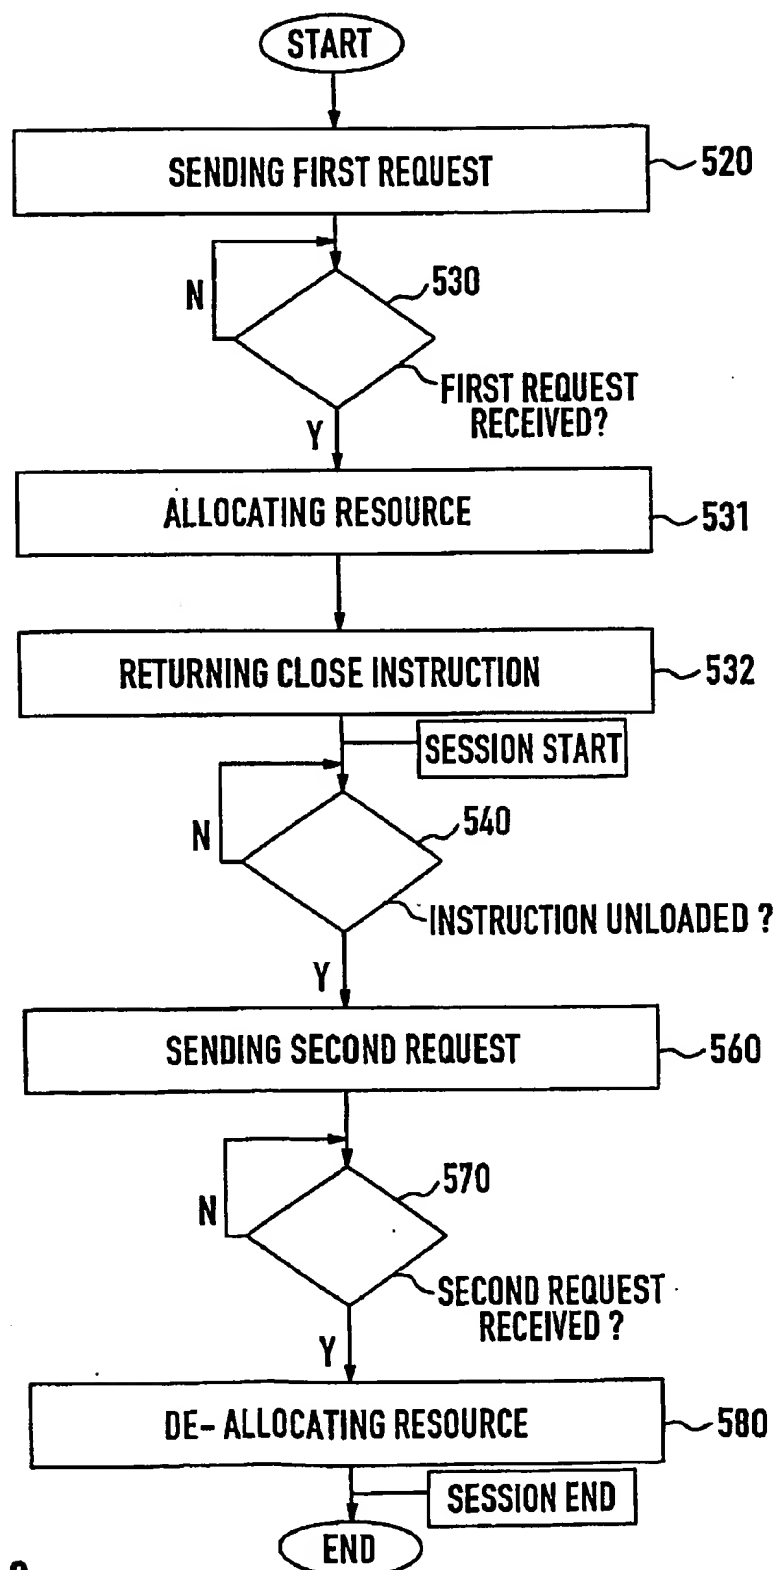 START
SENDING FIRST REQUEST
520
530
N
FIRST REQUEST
RECEIVED?
Y
ALLOCATING RESOURCE
531
RETURNING CLOSE INSTRUCTION
532
SESSION START
540
N
INSTRUCTION UNLOADED ?
Y
SENDING SECOND REQUEST
560
570
N
SECOND REQUEST
RECEIVED ?
Y
DE- ALLOCATING RESOURCE
580
SESSION END
END